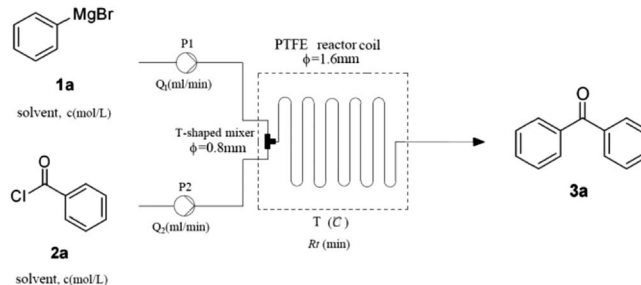 MgBr
1a
solvent, c(mol/L)
O
Cl
2a
solvent, c(mol/L)
P1
Q₁(ml/min)
T-shaped mixer
ϕ=0.8mm
P2
Q₂(ml/min)
PTFE reactor coil
ϕ=1.6mm
T (℃)
Rt (min)
O
3a